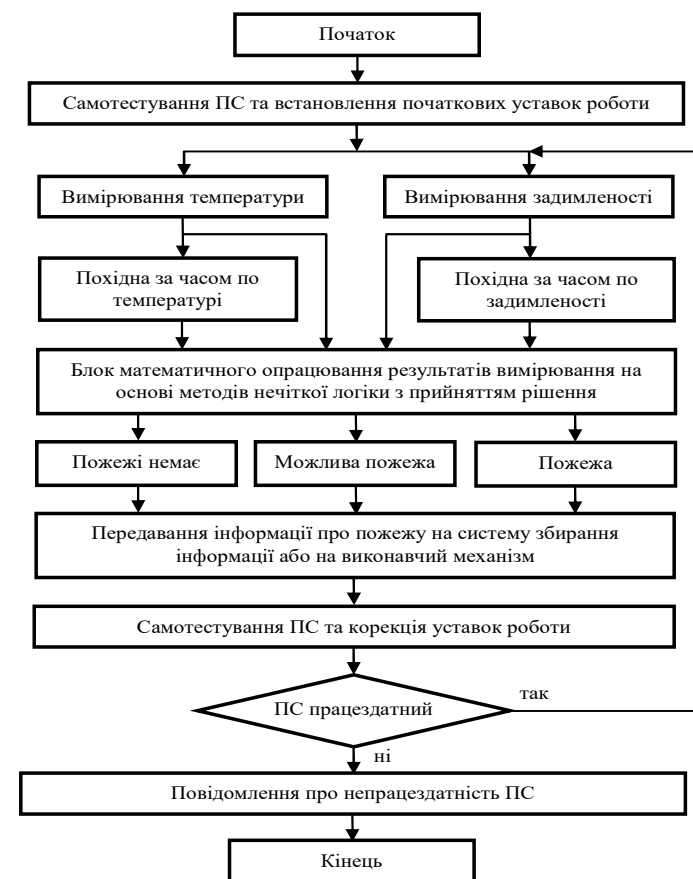 Початок
Самотестування ПС та встановлення початкових уставок роботи
Вимірювання температури
Вимірювання задимленості
Похідна за часом по
температурі
Похідна за часом по
задимленості
Блок математичного опрацювання результатів вимірювання на
основі методів нечіткої логіки з прийняттям рішення
Пожежі немає
Можлива пожежа
Пожежа
Передавання інформації про пожежу на систему збирання
інформації або на виконавчий механізм
Самотестування ПС та корекція уставок роботи
ПС працездатний
так
ні
Повідомлення про непрацездатність ПС
Кінець